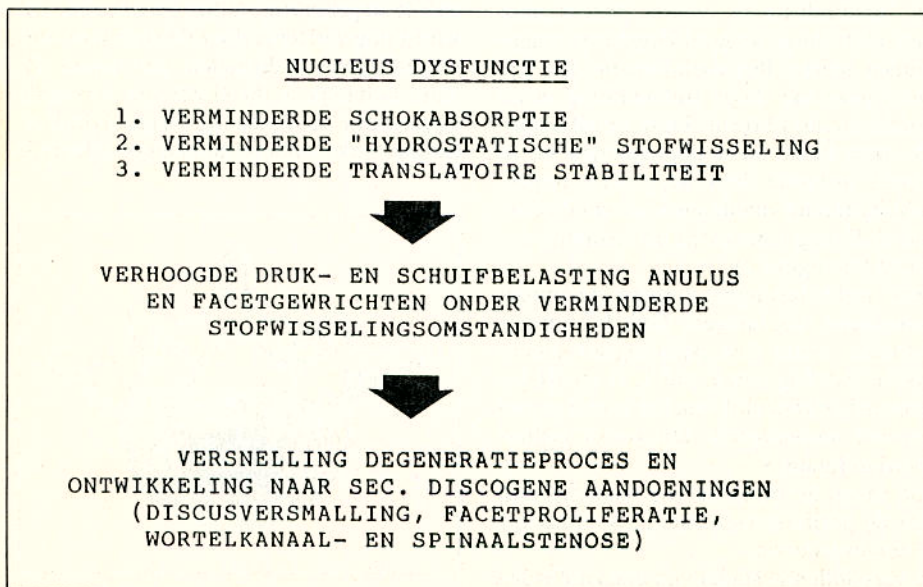 NUCLEUS DYSFUNCTIE
1. VERMINDERDE SCHOKABSORPTIE
2. VERMINDERDE "HYDROSTATISCHE" STOFWISSELING
3. VERMINDERDE TRANSLATOIRE STABILITEIT
VERHOOGDE DRUK- EN SCHUIFBELASTING ANULUS
EN FACETGEWRICHTEN ONDER VERMINDERDE
STOFWISSELINGSOMSTANDIGHEDEN
VERSNELLING DEGENERATIEPROCES EN
ONTWIKKELING NAAR SEC. DISCOGENE AANDOENINGEN
(DISCUSVERSMALLING, FACETPROLIFERATIE,
WORTELKANAAL- EN SPINAALSTENOSE)